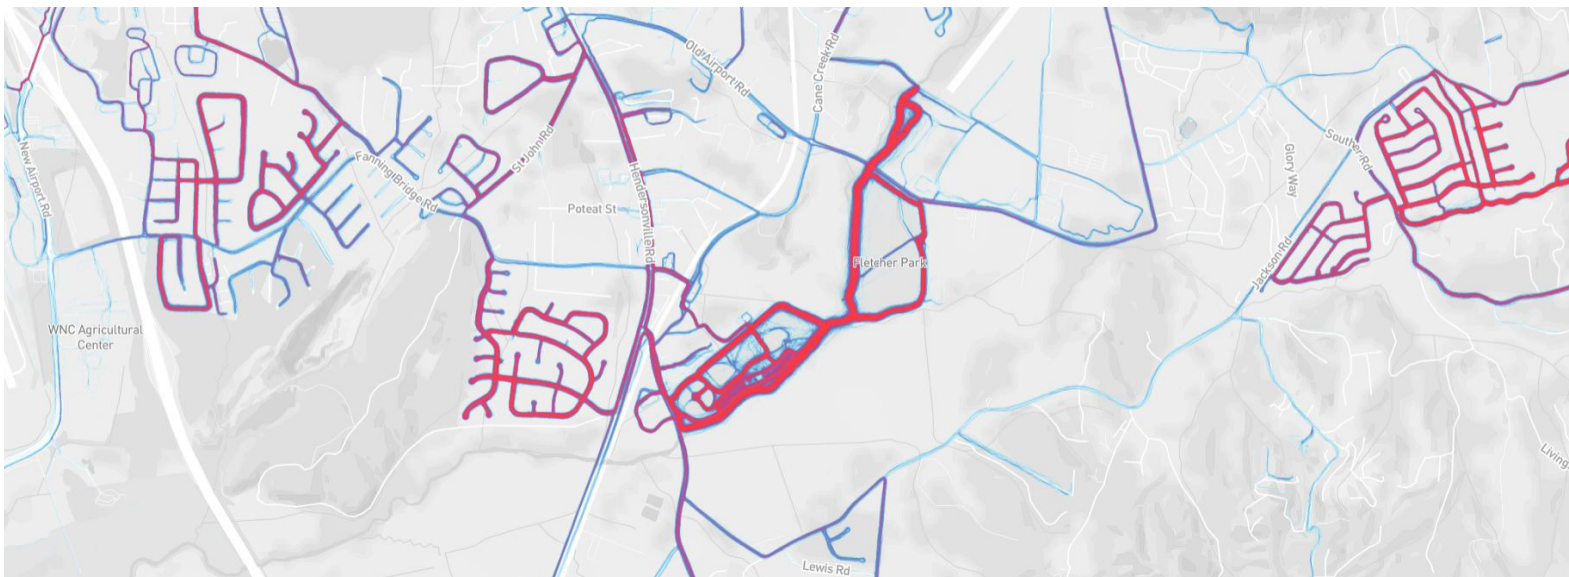 Old Airport Rd
Cane Creek Rd
New Airport Rd
Fanning Bridge Rd
St John Rd
Hendersonville Rd
Poteat St
Fletcher Park
Glory Way
Souther Rd
Jackson Rd
WNC Agricultural
Center
Lewis Rd
Livings